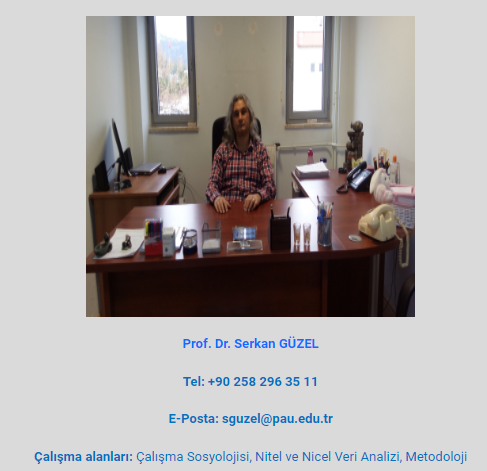 Prof. Dr. Serkan GÜZEL
Tel: +90 258 296 35 11
E-Posta: sguzel@pau.edu.tr
Çalışma alanları: Çalışma Sosyolojisi, Nitel ve Nicel Veri Analizi, Metodoloji